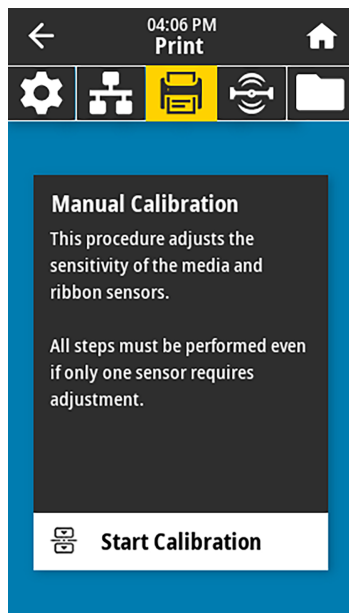 04:06 PM
Print
Manual Calibration
This procedure adjusts the
sensitivity of the media and
ribbon sensors.
All steps must be performed even
if only one sensor requires
adjustment.
Start Calibration